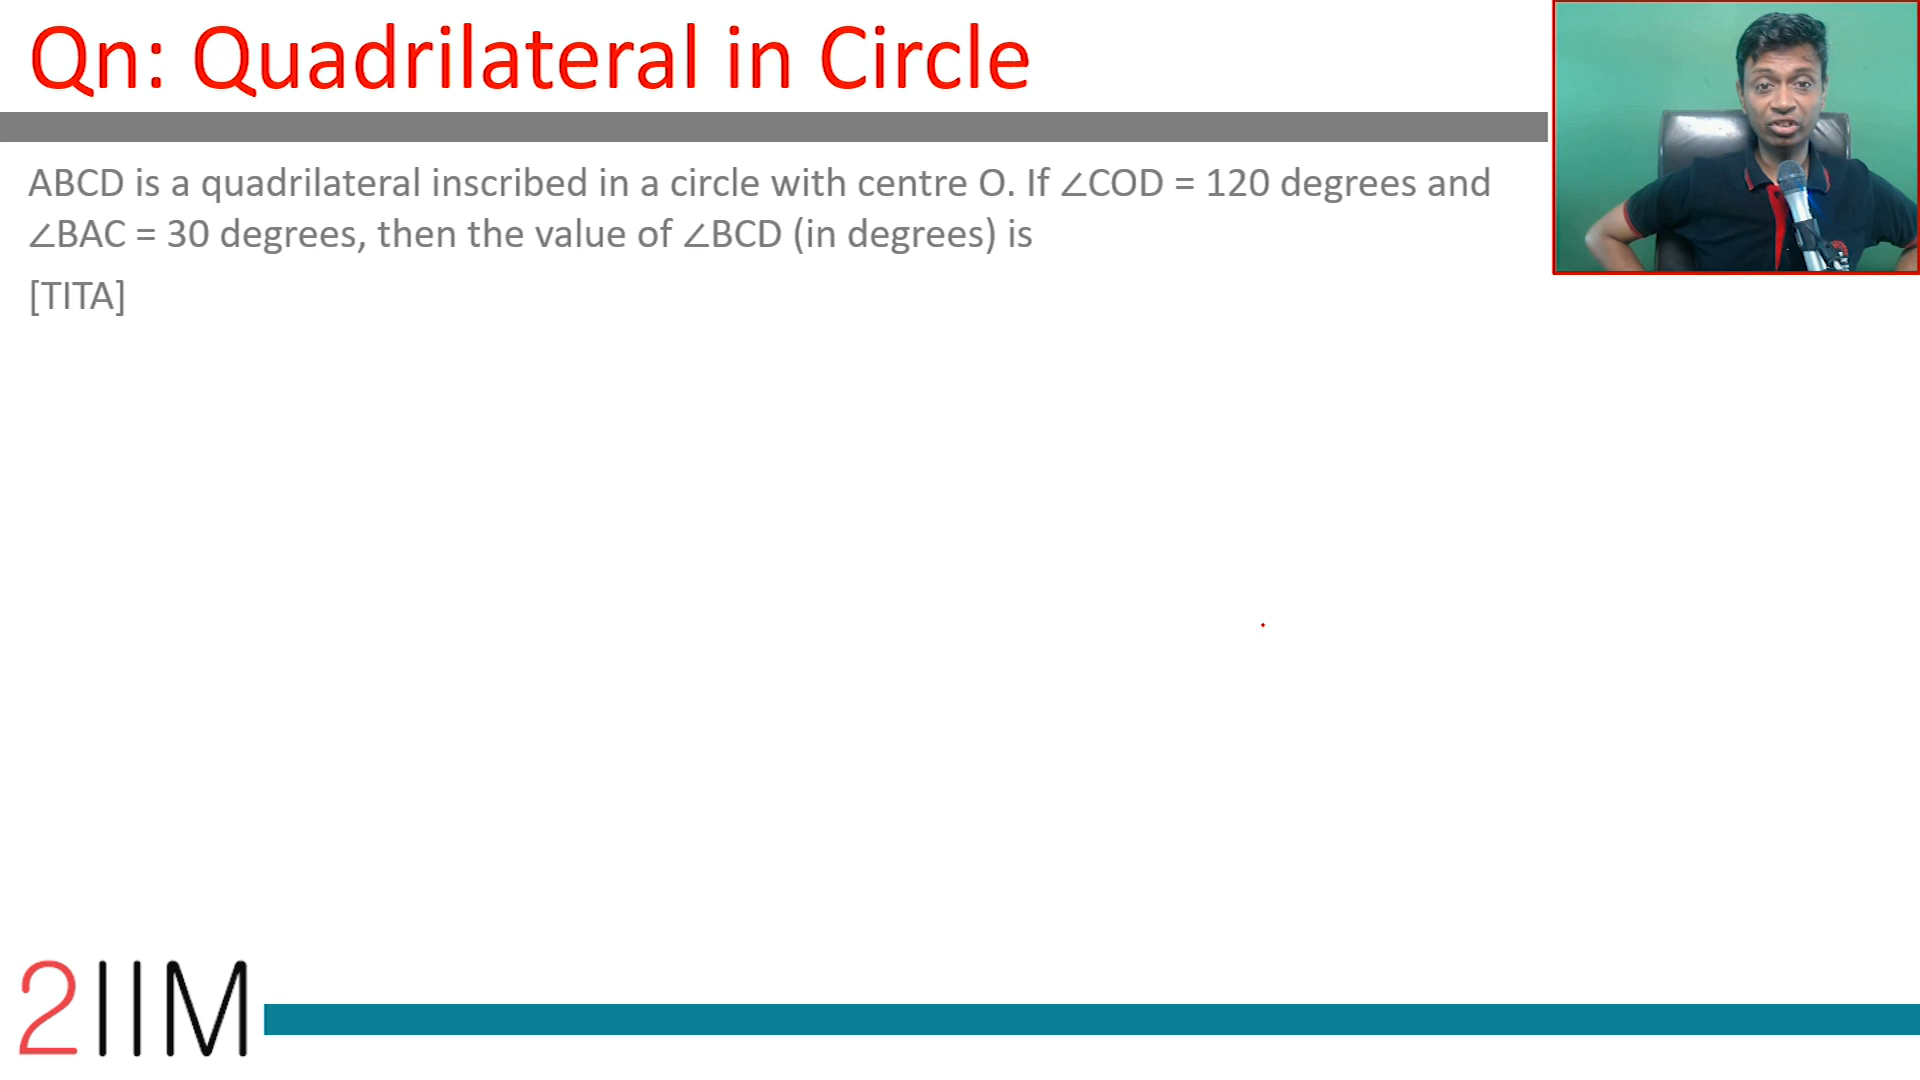 Qn: Quadrilateral in Circle
ABCD is a quadrilateral inscribed in a circle with centre O. If ∠COD = 120 degrees and
∠BAC = 30 degrees, then the value of ∠BCD (in degrees) is
[TITA]
2IIM